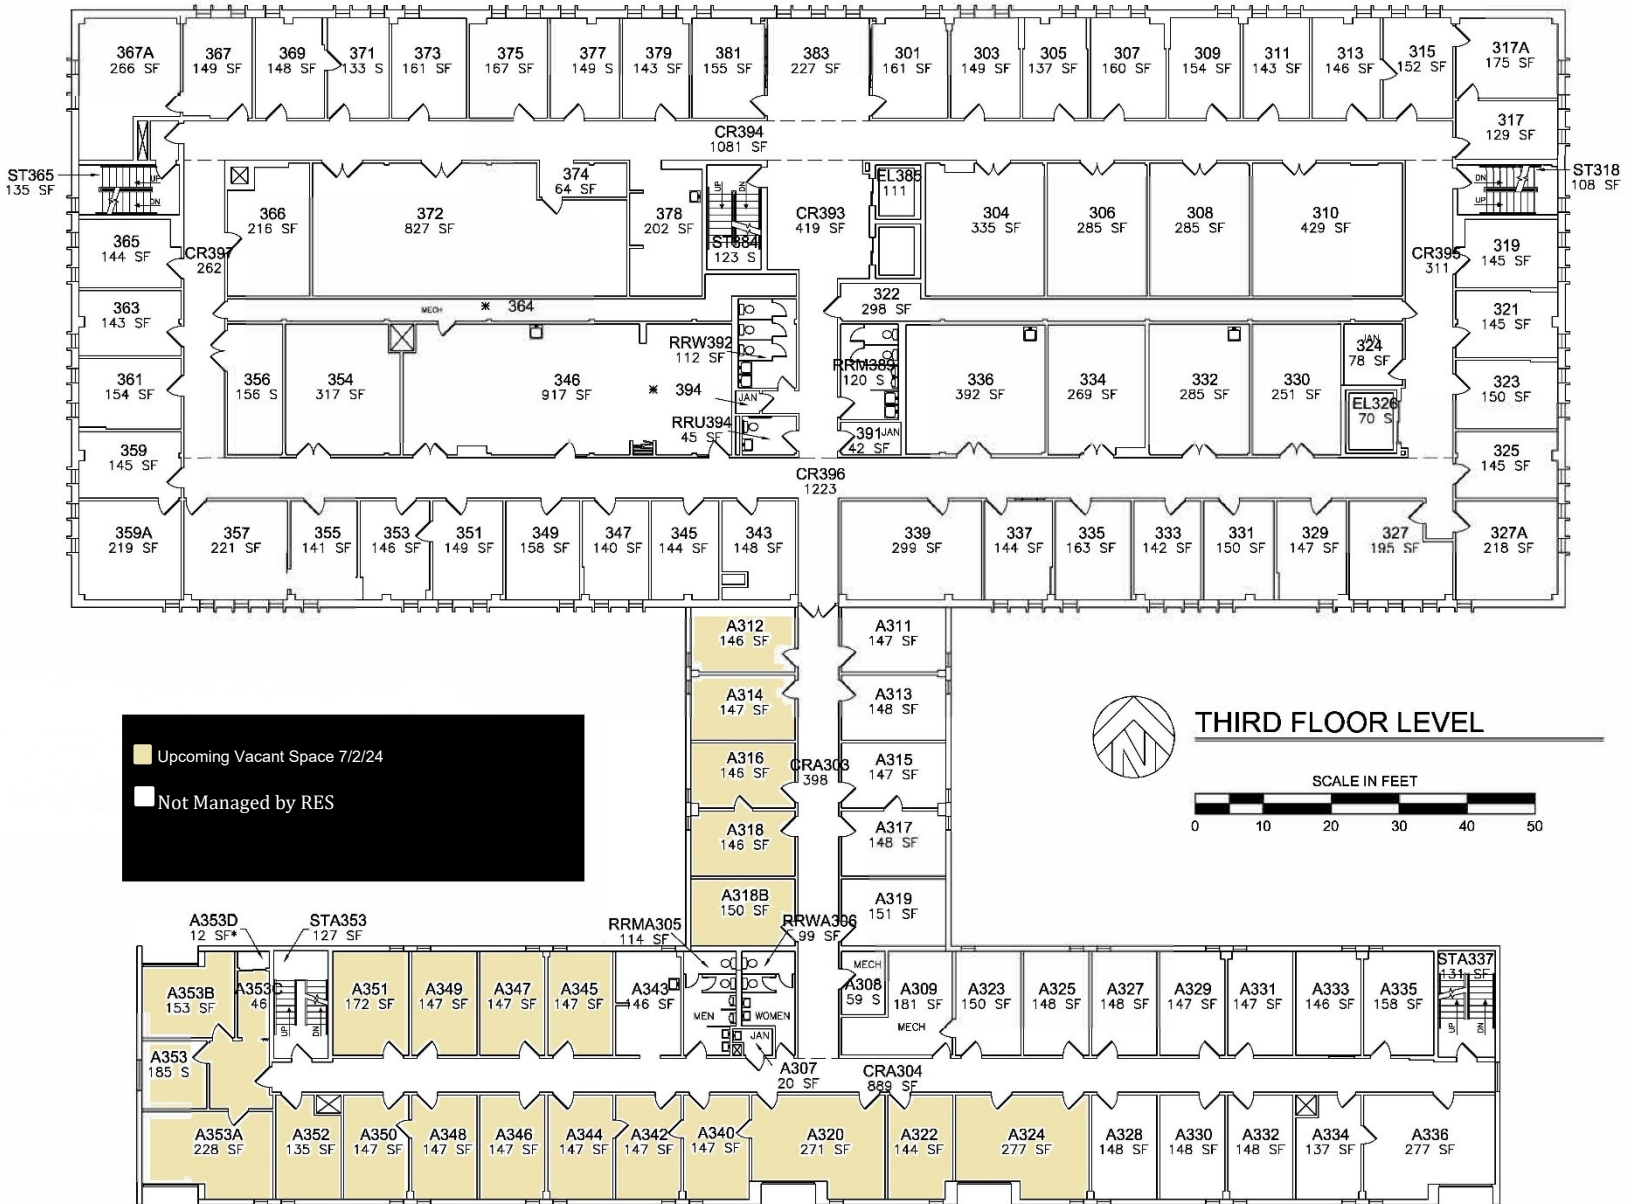 367A
266 SF
367
149 SF
369
148 SF
371
133 S
373
161 SF
375
167 SF
377
149 S
379
143 SF
381
155 SF
383
227 SF
301
161 SF
303
149 SF
305
137 SF
307
160 SF
309
154 SF
311
143 SF
313
146 SF
315
152 SF
317A
175 SF
317
129 SF
CR394
1081 SF
ST365
135 SF
UP
DN
ST318
108 SF
DN
UP
366
216 SF
372
827 SF
374
64 SF
378
202 SF
UP
DN
ST384
123 S
CR393
419 SF
EL385
111
304
335 SF
306
285 SF
308
285 SF
310
429 SF
365
144 SF
CR397
262
CR395
311
319
145 SF
363
143 SF
MECH
* 364
322
298 SF
321
145 SF
361
154 SF
356
156 S
354
317 SF
346
917 SF
* 394
RRW392
112 SF
JAN
RRU394
45 SF
RRM389
120 S
391 JAN
42 SF
336
392 SF
334
269 SF
332
285 SF
330
251 SF
JAN
324
78 SF
EL326
70 S
323
150 SF
359
145 SF
325
145 SF
CR396
1223
359A
219 SF
357
221 SF
355
141 SF
353
146 SF
351
149 SF
349
158 SF
347
140 SF
345
144 SF
343
148 SF
339
299 SF
337
144 SF
335
163 SF
333
142 SF
331
150 SF
329
147 SF
327
195 SF
327A
218 SF
A312
146 SF
A311
147 SF
A314
147 SF
A313
148 SF
A316
146 SF
CRA303
398
A315
147 SF
A318
146 SF
A317
148 SF
A318B
150 SF
A319
151 SF
Upcoming Vacant Space 7/2/24
Not Managed by RES
N
THIRD FLOOR LEVEL
SCALE IN FEET
0 10 20 30 40 50
A353D
12 SF*
STA353
127 SF
RRMA305
114 SF
RRWA306
99 SF
A353B
153 SF
A353C
46
UP
DN
A351
172 SF
A349
147 SF
A347
147 SF
A345
147 SF
A343
46 SF
MEN
WOMEN
JAN
MECH
A308
59 S
A309
181 SF
MECH
A323
150 SF
A325
148 SF
A327
148 SF
A329
147 SF
A331
147 SF
A333
146 SF
A335
158 SF
STA337
131 SF
UP
DN
A353
185 S
A307
20 SF
CRA304
889 SF
A353A
228 SF
A352
135 SF
A350
147 SF
A348
147 SF
A346
147 SF
A344
147 SF
A342
147 SF
A340
147 SF
A320
271 SF
A322
144 SF
A324
277 SF
A328
148 SF
A330
148 SF
A332
148 SF
A334
137 SF
A336
277 SF